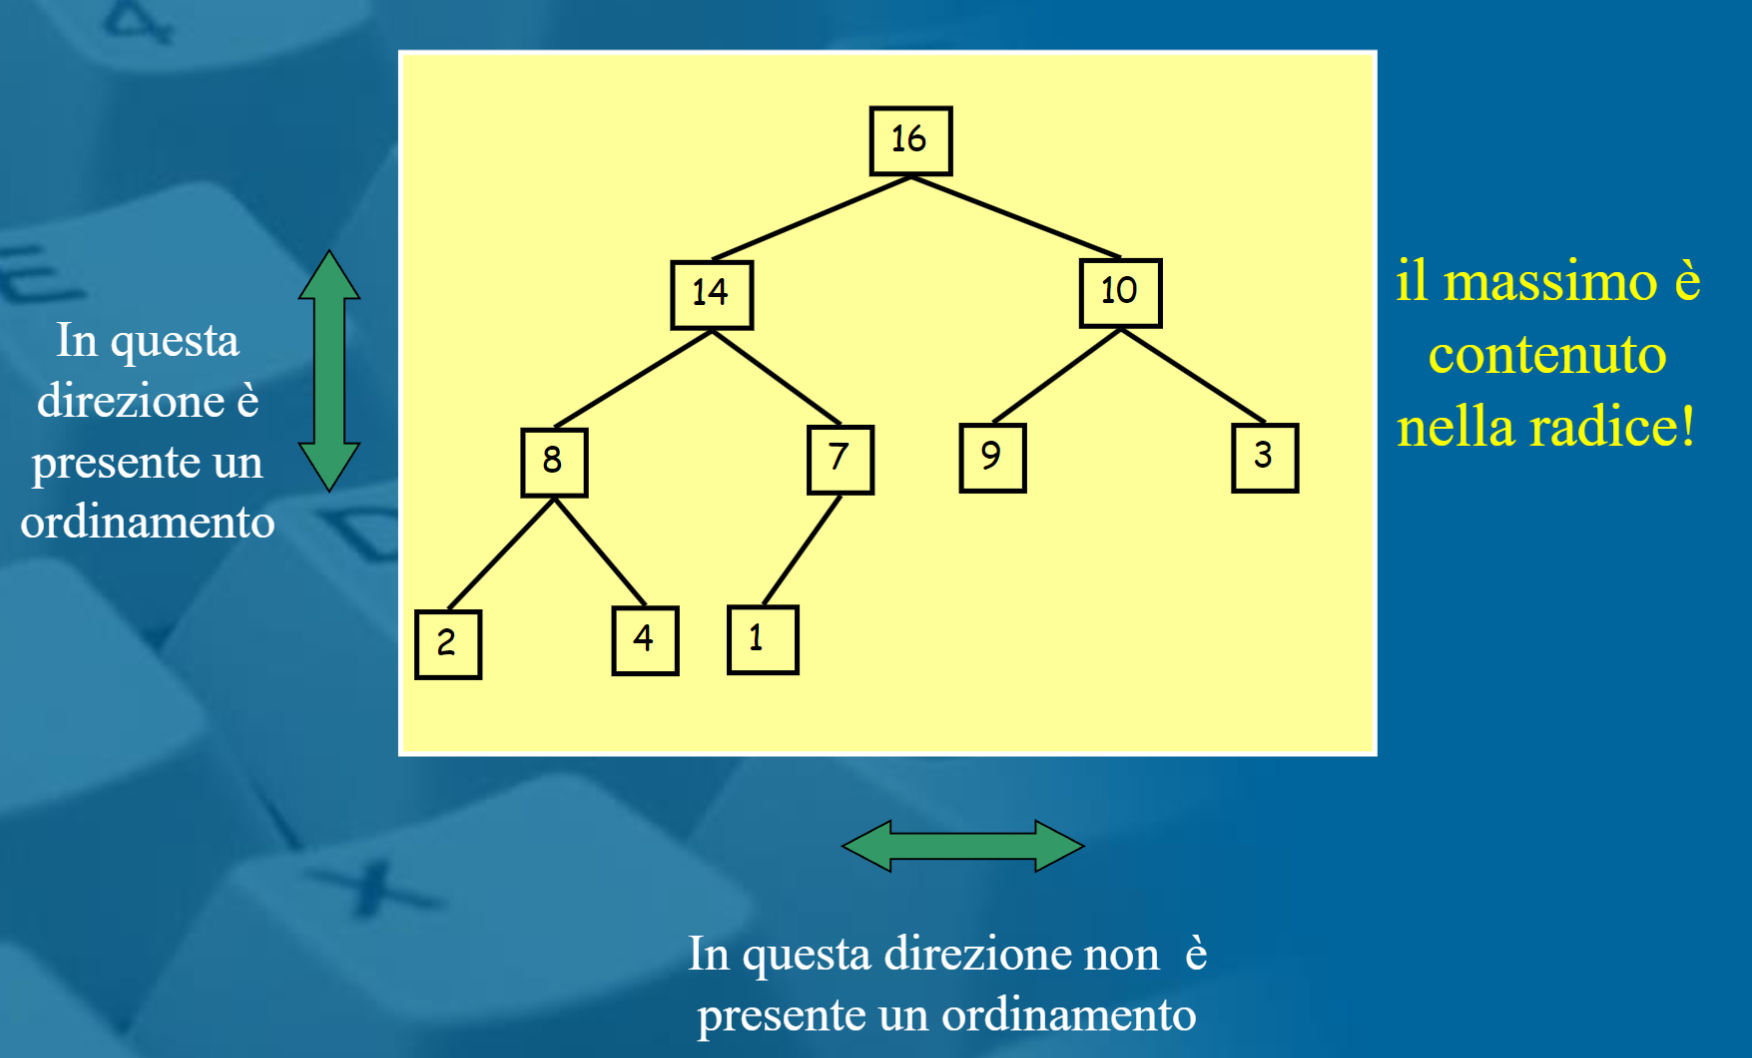 4
E
D
X
16
14
10
8
7
9
3
2
4
1
In questa
direzione è
presente un
ordinamento
il massimo è
contenuto
nella radice!
In questa direzione non è
presente un ordinamento